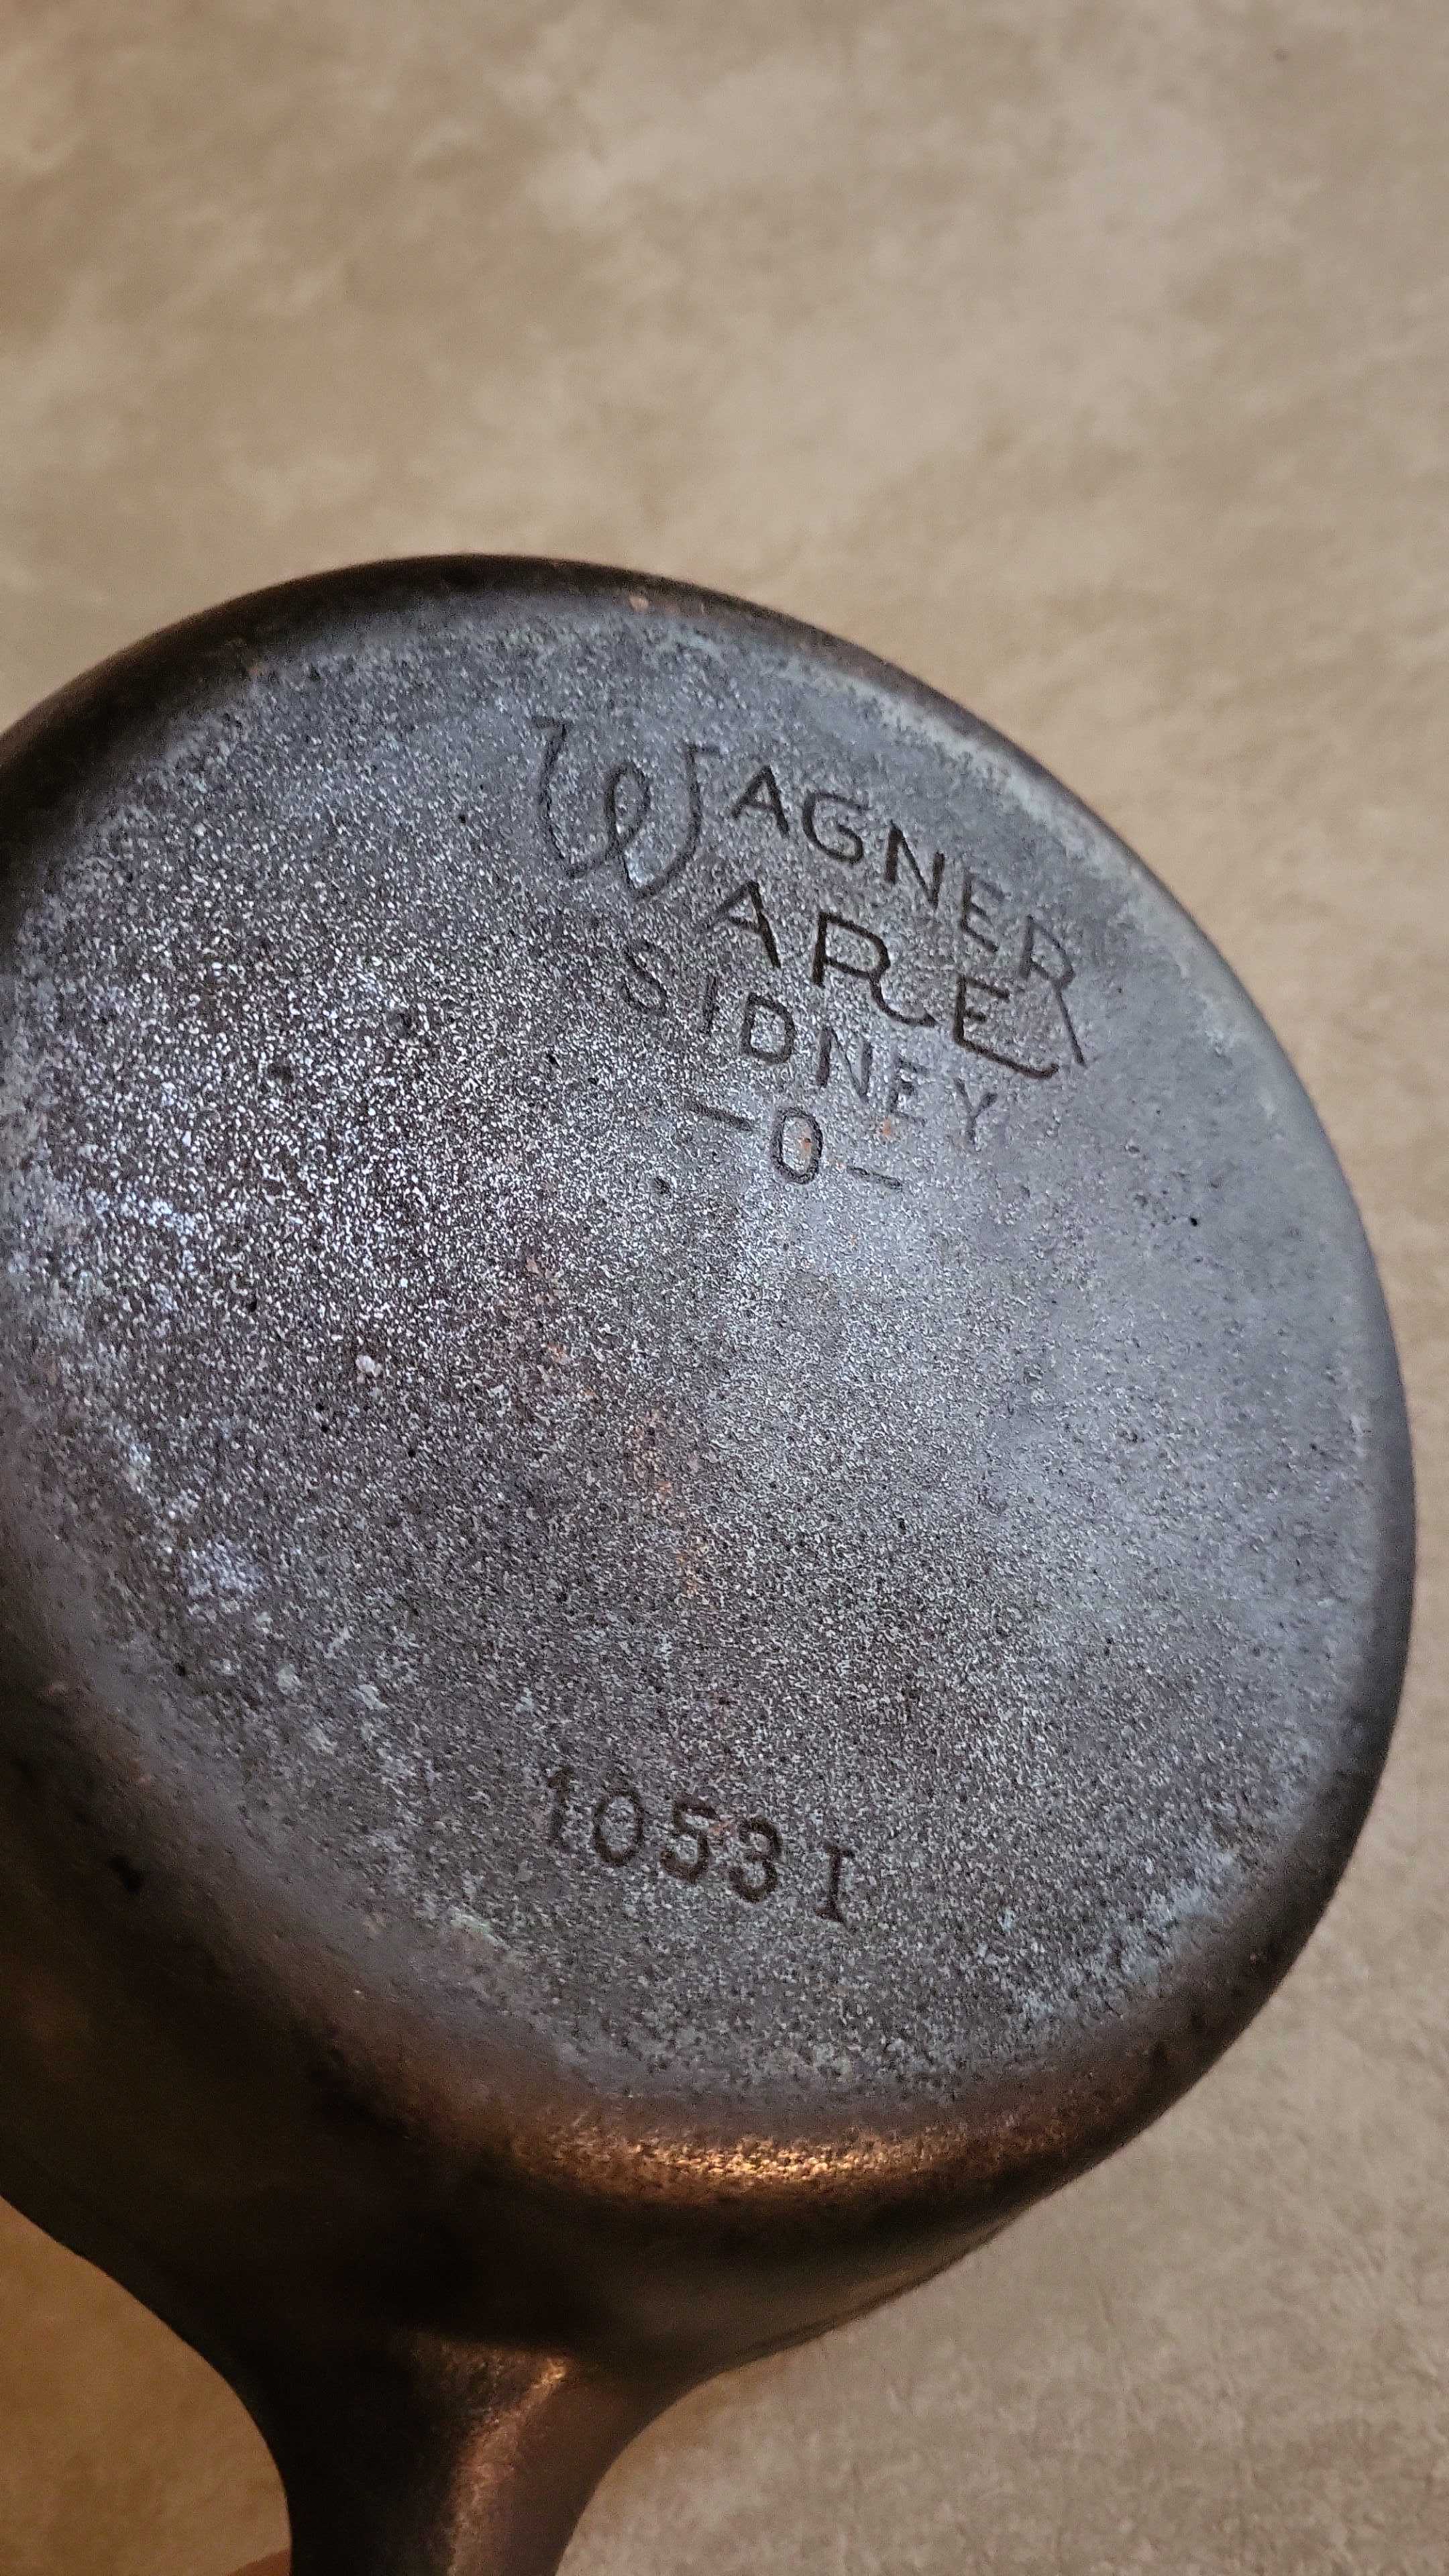 WAGNER
WARE
SIDNEY
-O-
1053 I